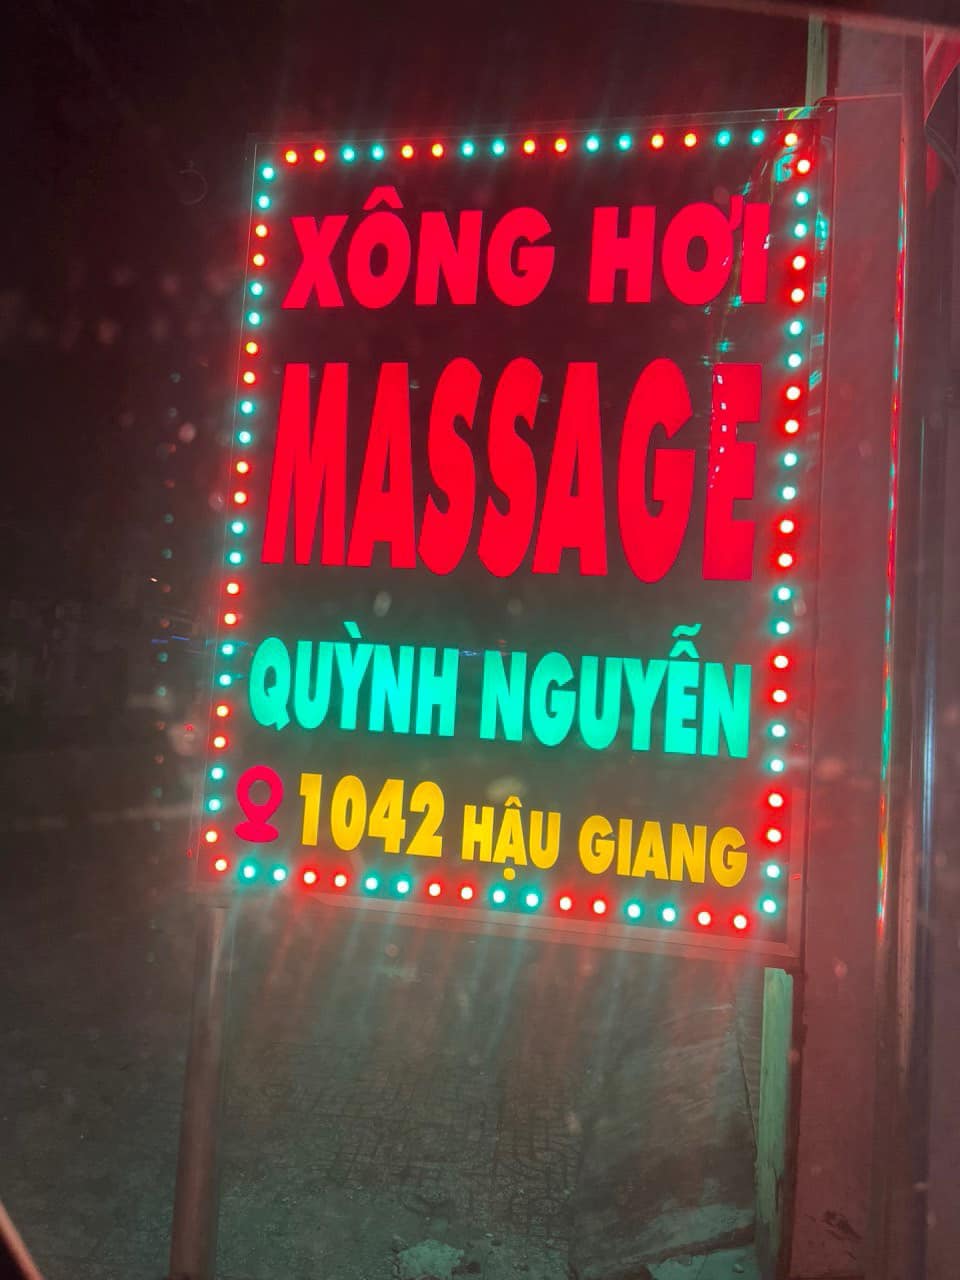 XÔNG HƠI
MASSAGE
QUỲNH NGUYỄN
1042 HẬU GIANG